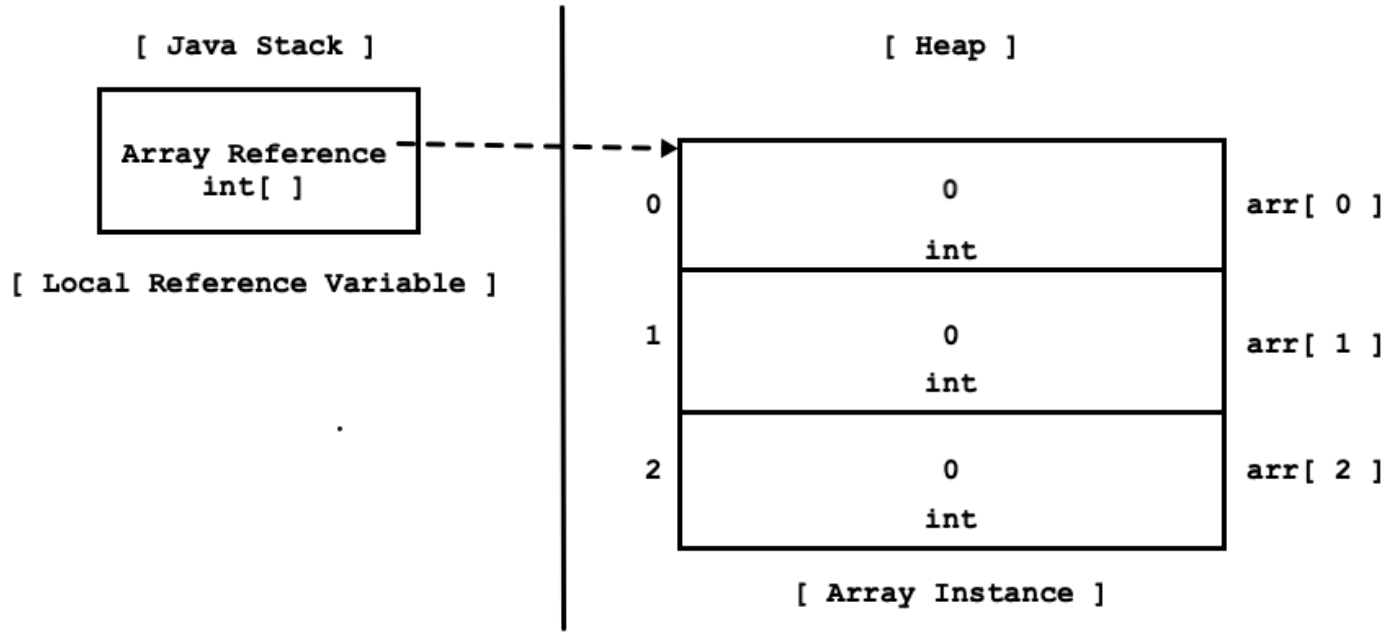 [ Java Stack ]
Array Reference
int[ ]
[ Local Reference Variable ]
[ Heap ]
0
0
int
arr[ 0 ]
1
0
int
arr[ 1 ]
2
0
int
arr[ 2 ]
[ Array Instance ]